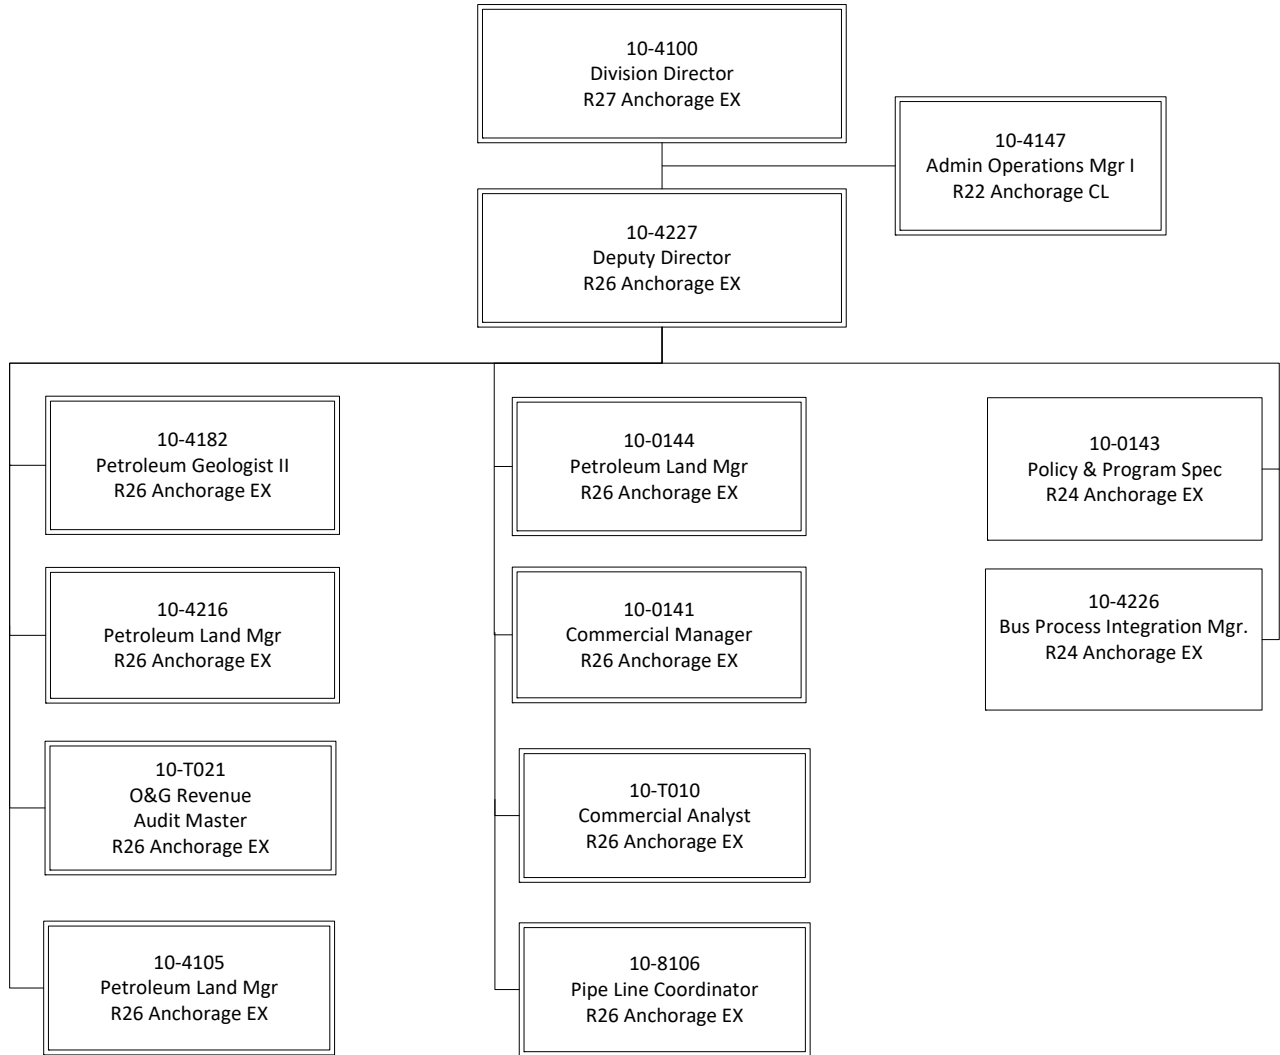 10-4100
Division Director
R27 Anchorage EX
10-4147
Admin Operations Mgr I
R22 Anchorage CL
10-4227
Deputy Director
R26 Anchorage EX
10-4182
Petroleum Geologist II
R26 Anchorage EX
10-4216
Petroleum Land Mgr
R26 Anchorage EX
10-T021
O&G Revenue
Audit Master
R26 Anchorage EX
10-4105
Petroleum Land Mgr
R26 Anchorage EX
10-0144
Petroleum Land Mgr
R26 Anchorage EX
10-0141
Commercial Manager
R26 Anchorage EX
10-T010
Commercial Analyst
R26 Anchorage EX
10-8106
Pipe Line Coordinator
R26 Anchorage EX
10-0143
Policy & Program Spec
R24 Anchorage EX
10-4226
Bus Process Integration Mgr.
R24 Anchorage EX